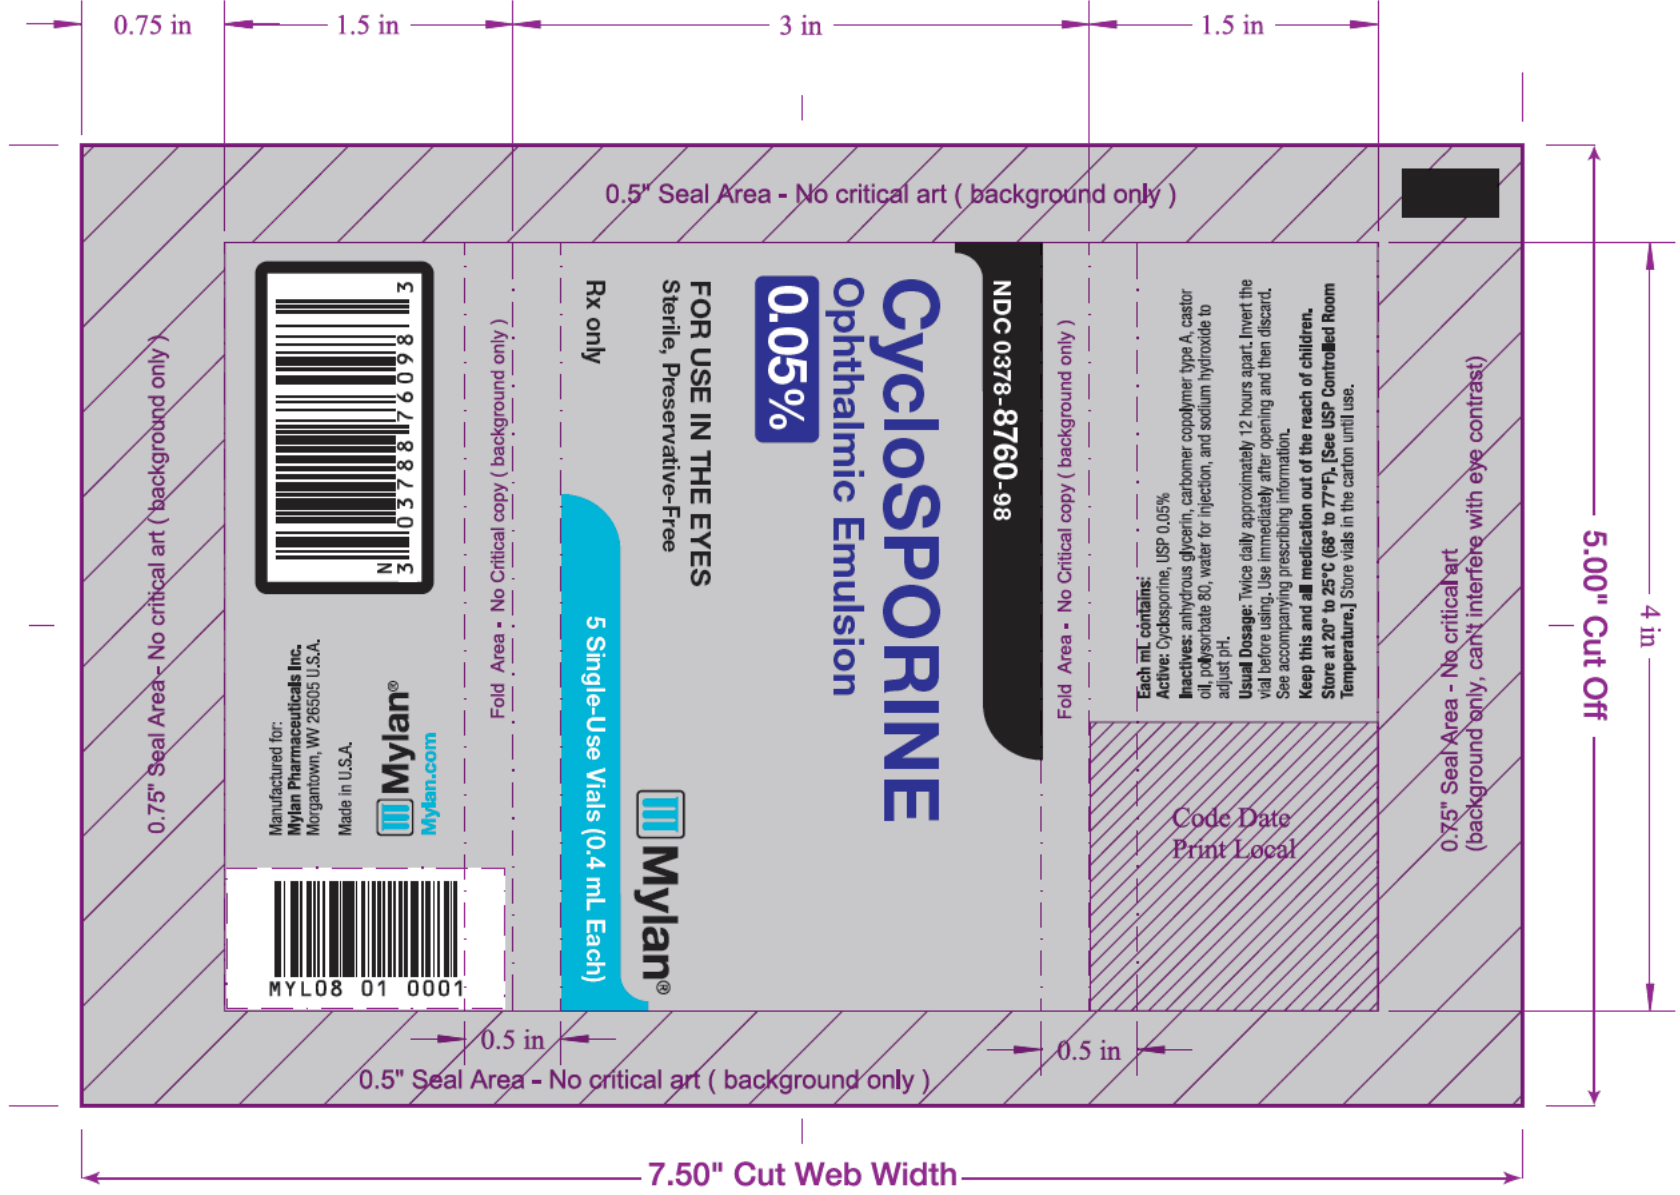 0.75 in
1.5 in
3 in
1.5 in
0.5" Seal Area - No critical art ( background only )
0.75" Seal Area- No critical art ( background only )
3 03788 76098 3
N
Manufactured for:
Mylan Pharmaceuticals Inc.
Morgantown, WV 26505 U.S.A.
Made in U.S.A.
Mylan®
Mylan.com
MYL08 01 0001
Fold Area - No Critical copy ( background only )
NDC 0378-8760-98
CycloSPORINE
Ophthalmic Emulsion
0.05%
FOR USE IN THE EYES
Sterile, Preservative-Free
Rx only
5 Single-Use Vials (0.4 mL Each)
Mylan®
Fold Area - No Critical copy ( background only )
Each mL contains:
Active: Cyclosporine, USP 0.05%
Inactives: anhydrous glycerin, carbomer copolymer type A, castor
oil, polysorbate 80, water for injection, and sodium hydroxide to
adjust pH.
Usual Dosage: Twice daily approximately 12 hours apart. Invert the
vial before using. Use immediately after opening and then discard.
See accompanying prescribing information.
Keep this and all medication out of the reach of children.
Store at 20° to 25°C (68° to 77°F). [See USP Controlled Room
Temperature.] Store vials in the carton until use.
Code Date
Print Local
0.75" Seal Area - No critical art
(background only, can't interfere with eye contrast)
5.00" Cut Off
4 in
0.5 in
0.5 in
0.5" Seal Area - No critical art ( background only )
7.50" Cut Web Width